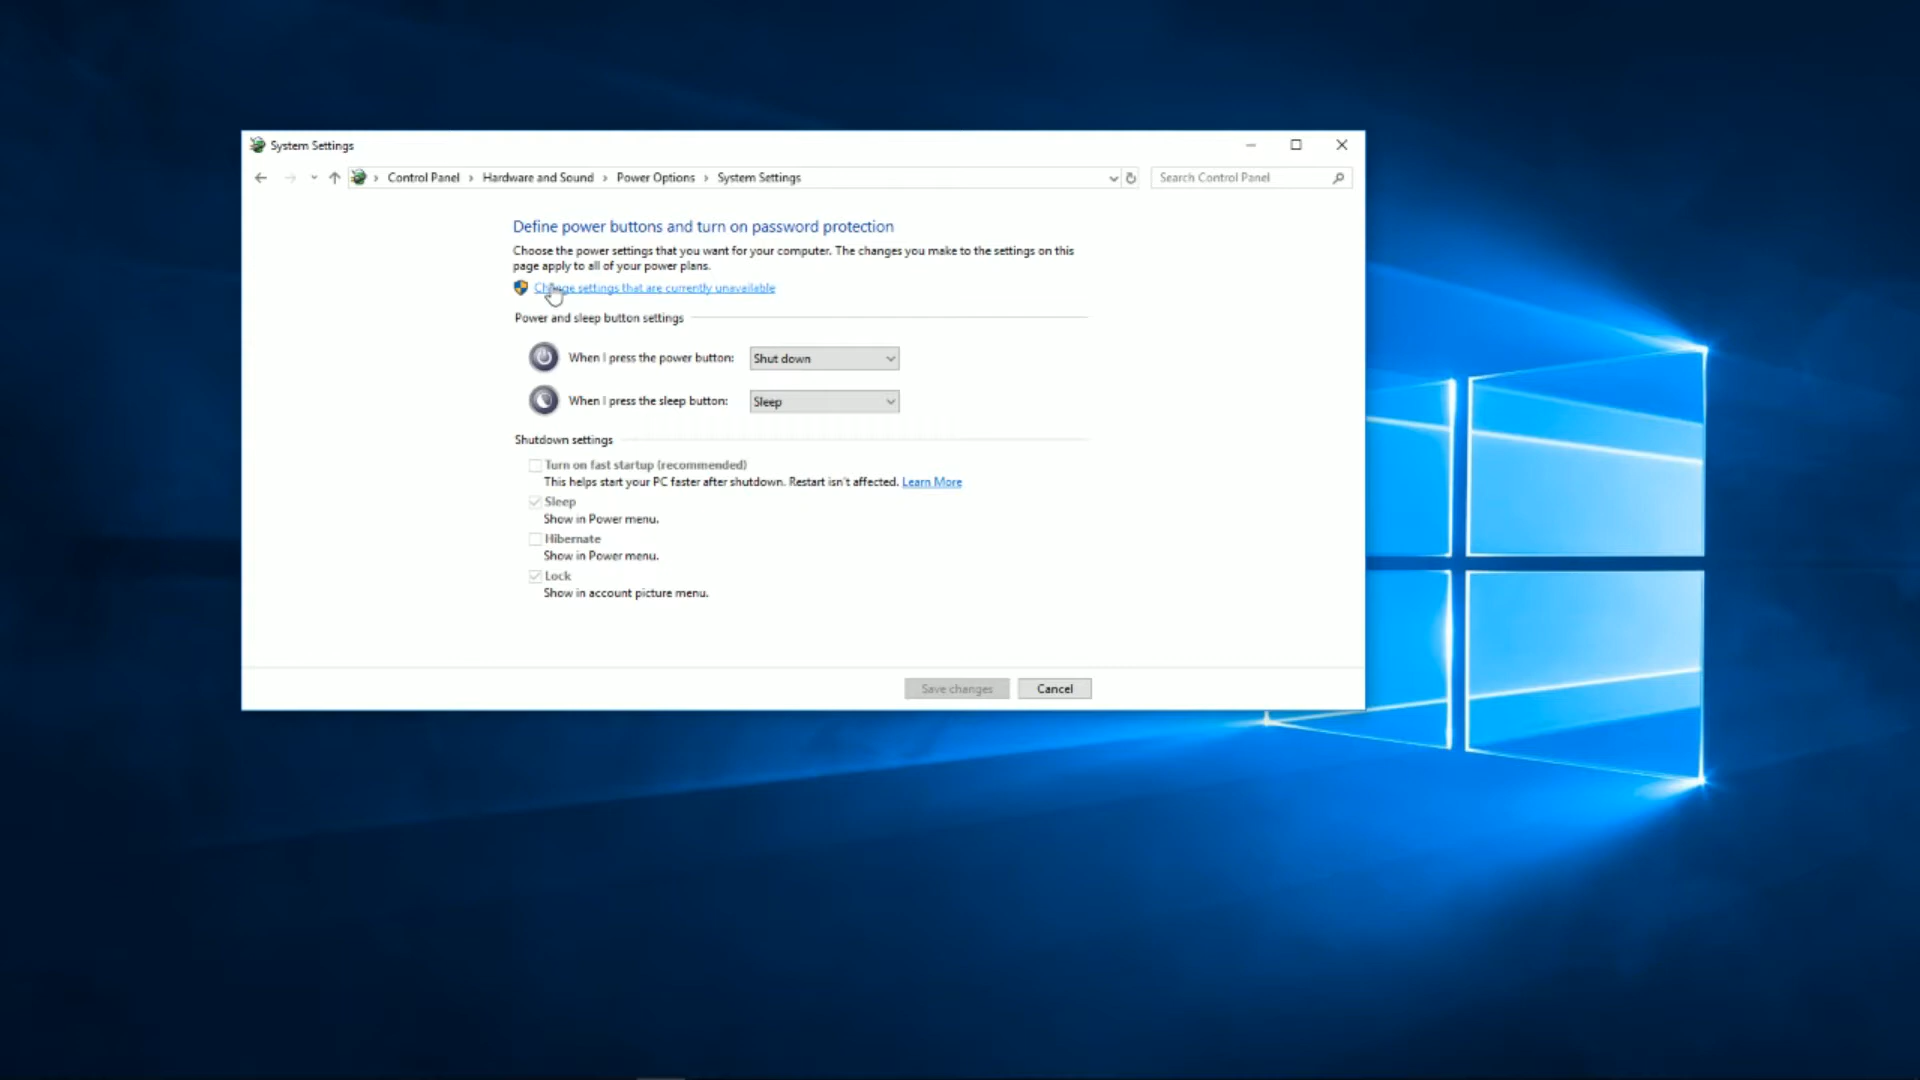 System Settings
Control Panel > Hardware and Sound > Power Options > System Settings
Search Control Panel
Define power buttons and turn on password protection
Choose the power settings that you want for your computer. The changes you make to the settings on this
page apply to all of your power plans.
Change settings that are currently unavailable
Power and sleep button settings
When I press the power button: Shut down
When I press the sleep button: Sleep
Shutdown settings
Turn on fast startup (recommended)
This helps start your PC faster after shutdown. Restart isn't affected. Learn More
Sleep
Show in Power menu.
Hibernate
Show in Power menu.
Lock
Show in account picture menu.
Save changes Cancel